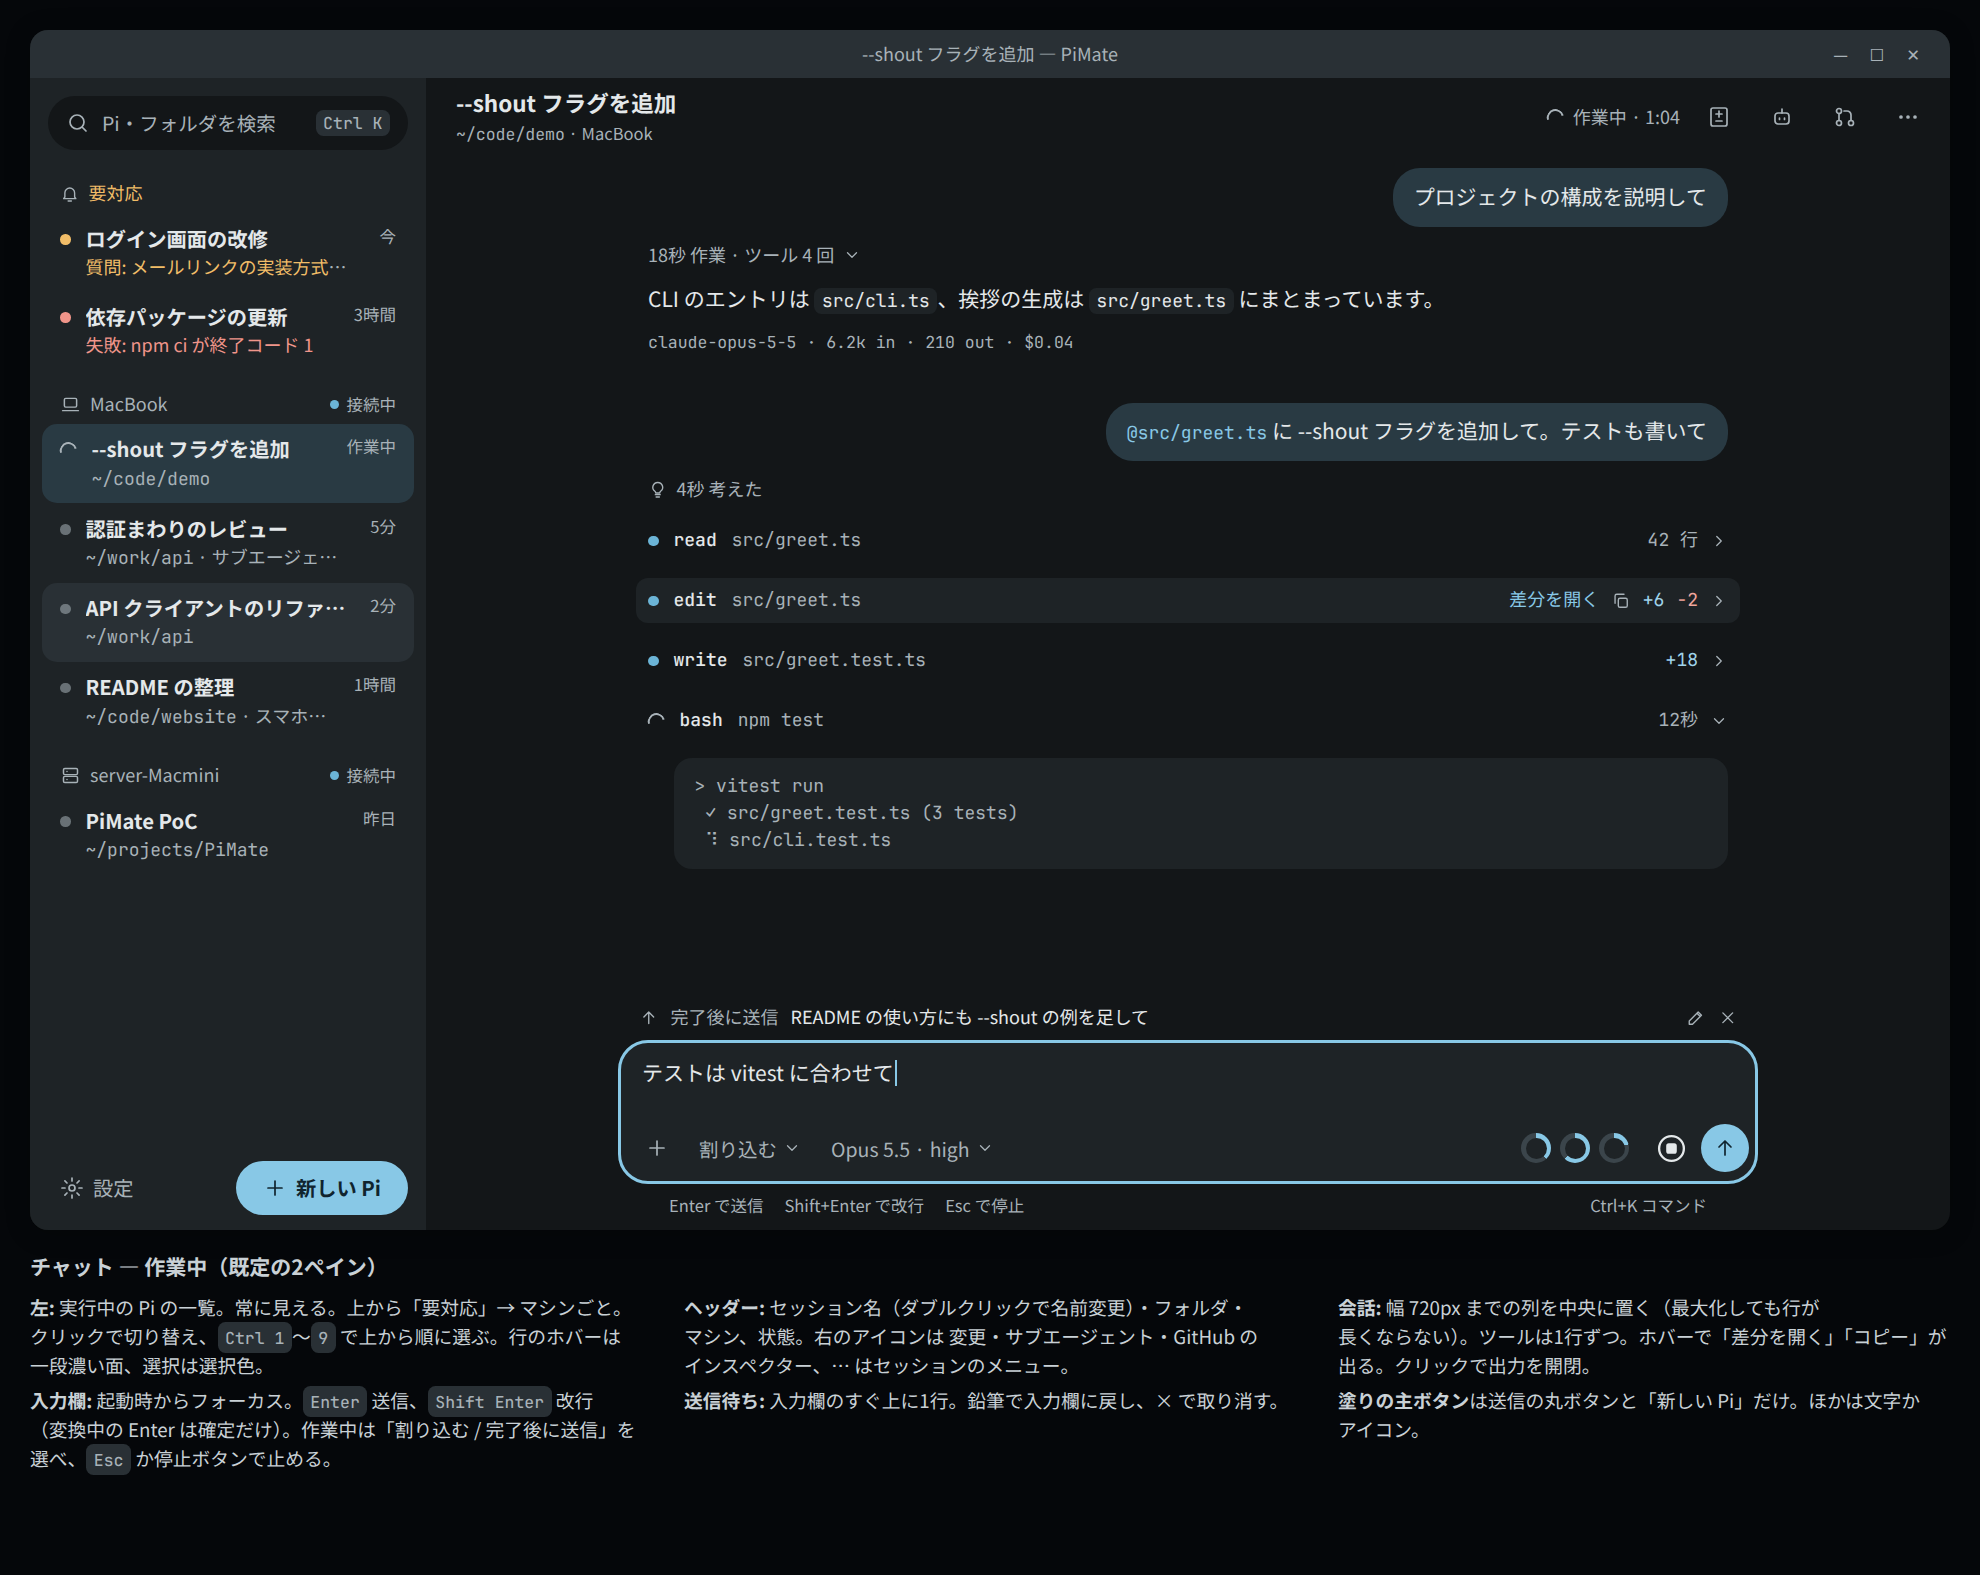 --shout フラグを追加 — PiMate
Pi・フォルダを検索 Ctrl K
要対応
ログイン画面の改修 今
質問: メールリンクの実装方式…
依存パッケージの更新 3時間
失敗: npm ci が終了コード 1
MacBook 接続中
--shout フラグを追加 作業中
~/code/demo
認証まわりのレビュー 5分
~/work/api · サブエージェ…
API クライアントのリファ… 2分
~/work/api
README の整理 1時間
~/code/website · スマホ…
server-Macmini 接続中
PiMate PoC 昨日
~/projects/PiMate
設定
+ 新しい Pi
--shout フラグを追加
~/code/demo · MacBook
作業中 · 1:04
プロジェクトの構成を説明して
18秒 作業 · ツール 4 回
CLI のエントリは src/cli.ts、挨拶の生成は src/greet.ts にまとまっています。
claude-opus-5-5 · 6.2k in · 210 out · $0.04
@src/greet.ts に --shout フラグを追加して。テストも書いて
4秒 考えた
read src/greet.ts 42 行
edit src/greet.ts 差分を開く +6 -2
write src/greet.test.ts +18
bash npm test 12秒
> vitest run
✓ src/greet.test.ts (3 tests)
⠹ src/cli.test.ts
完了後に送信 README の使い方にも --shout の例を足して
テストは vitest に合わせて
割り込む Opus 5.5 · high
Enter で送信 Shift+Enter で改行 Esc で停止 Ctrl+K コマンド
チャット — 作業中（既定の2ペイン）
左: 実行中の Pi の一覧。常に見える。上から「要対応」→ マシンごと。
クリックで切り替え、Ctrl 1〜9 で上から順に選ぶ。行のホバーは
一段濃い面、選択は選択色。
入力欄: 起動時からフォーカス。Enter 送信、Shift Enter 改行
（変換中の Enter は確定だけ）。作業中は「割り込む / 完了後に送信」を
選べ、Esc か停止ボタンで止める。
ヘッダー: セッション名（ダブルクリックで名前変更）・フォルダ・
マシン、状態。右のアイコンは 変更・サブエージェント・GitHub の
インスペクター、… はセッションのメニュー。
送信待ち: 入力欄のすぐ上に1行。鉛筆で入力欄に戻し、× で取り消す。
会話: 幅 720px までの列を中央に置く（最大化しても行が
長くならない）。ツールは1行ずつ。ホバーで「差分を開く」「コピー」が
出る。クリックで出力を開閉。
塗りの主ボタンは送信の丸ボタンと「新しい Pi」だけ。ほかは文字か
アイコン。